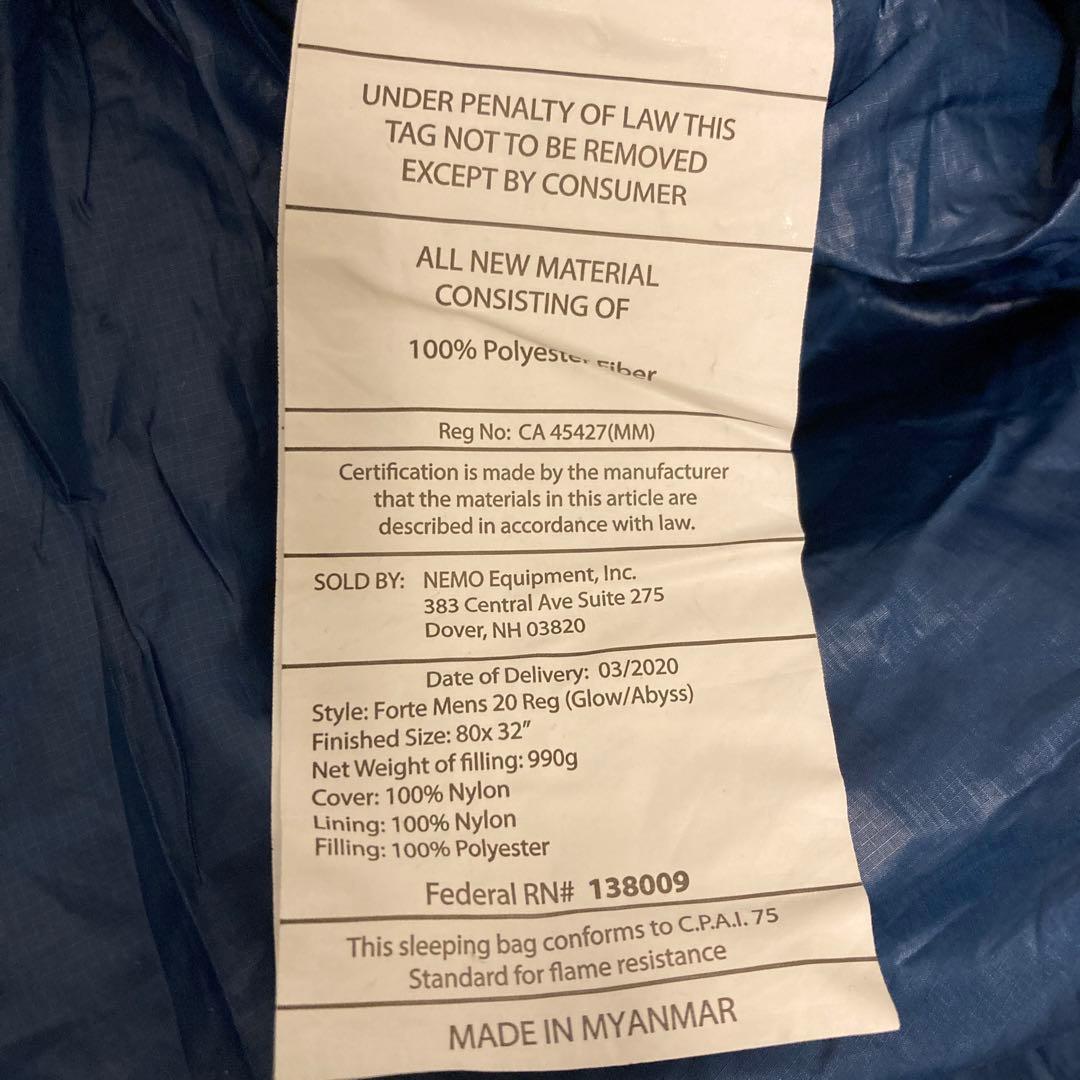 UNDER PENALTY OF LAW THIS
TAG NOT TO BE REMOVED
EXCEPT BY CONSUMER
ALL NEW MATERIAL
CONSISTING OF
100% Polyester Fiber
Reg No: CA 45427(MM)
Certification is made by the manufacturer
that the materials in this article are
described in accordance with law.
SOLD BY: NEMO Equipment, Inc.
383 Central Ave Suite 275
Dover, NH 03820
Date of Delivery: 03/2020
Style: Forte Mens 20 Reg (Glow/Abyss)
Finished Size: 80x 32"
Net Weight of filling: 990g
Cover: 100% Nylon
Lining: 100% Nylon
Filling: 100% Polyester
Federal RN# 138009
This sleeping bag conforms to C.P.A.I. 75
Standard for flame resistance
MADE IN MYANMAR